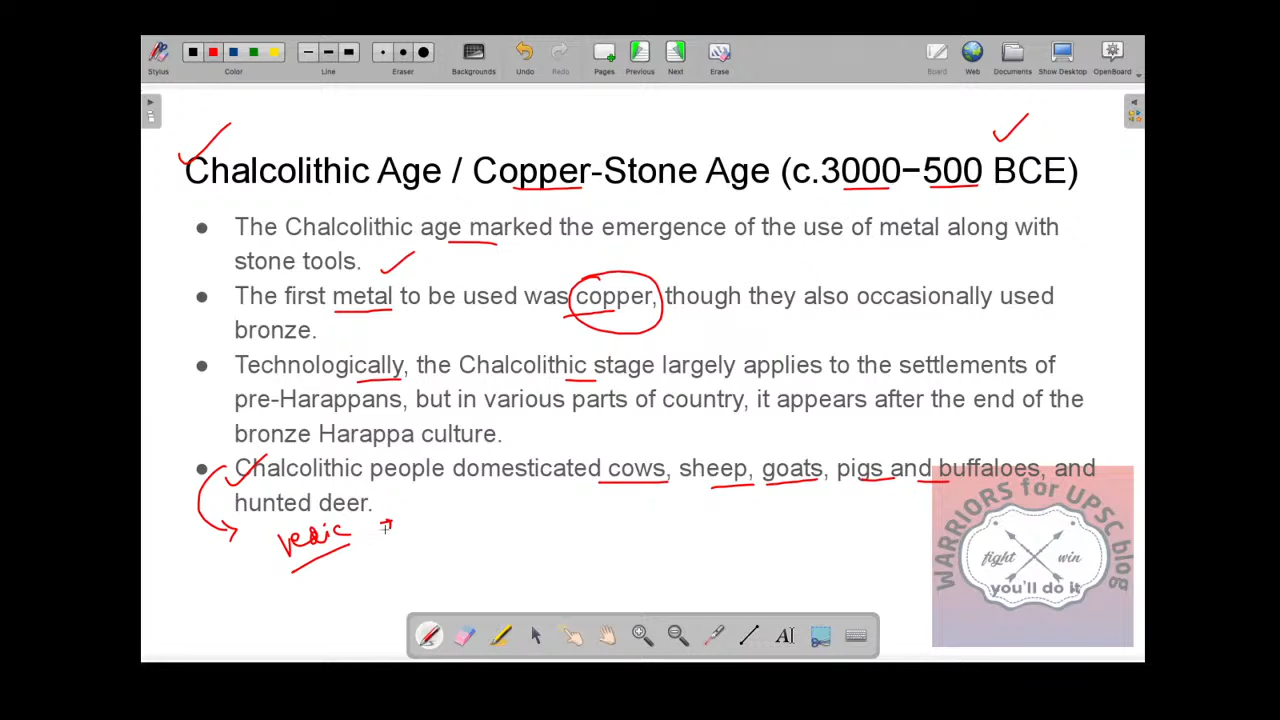 Stylus
Color
Line
Eraser
Backgrounds
Undo
Redo
Pages
Previous
Next
Erase
Board
Web
Documents
Show Desktop
OpenBoard
Chalcolithic Age / Copper-Stone Age (c.3000–500 BCE)
● The Chalcolithic age marked the emergence of the use of metal along with
stone tools.
● The first metal to be used was copper, though they also occasionally used
bronze.
● Technologically, the Chalcolithic stage largely applies to the settlements of
pre-Harappans, but in various parts of country, it appears after the end of the
bronze Harappa culture.
● Chalcolithic people domesticated cows, sheep, goats, pigs and buffaloes, and
hunted deer.
vedic
WARRIORS for UPSC blog
fight win
you'll do it